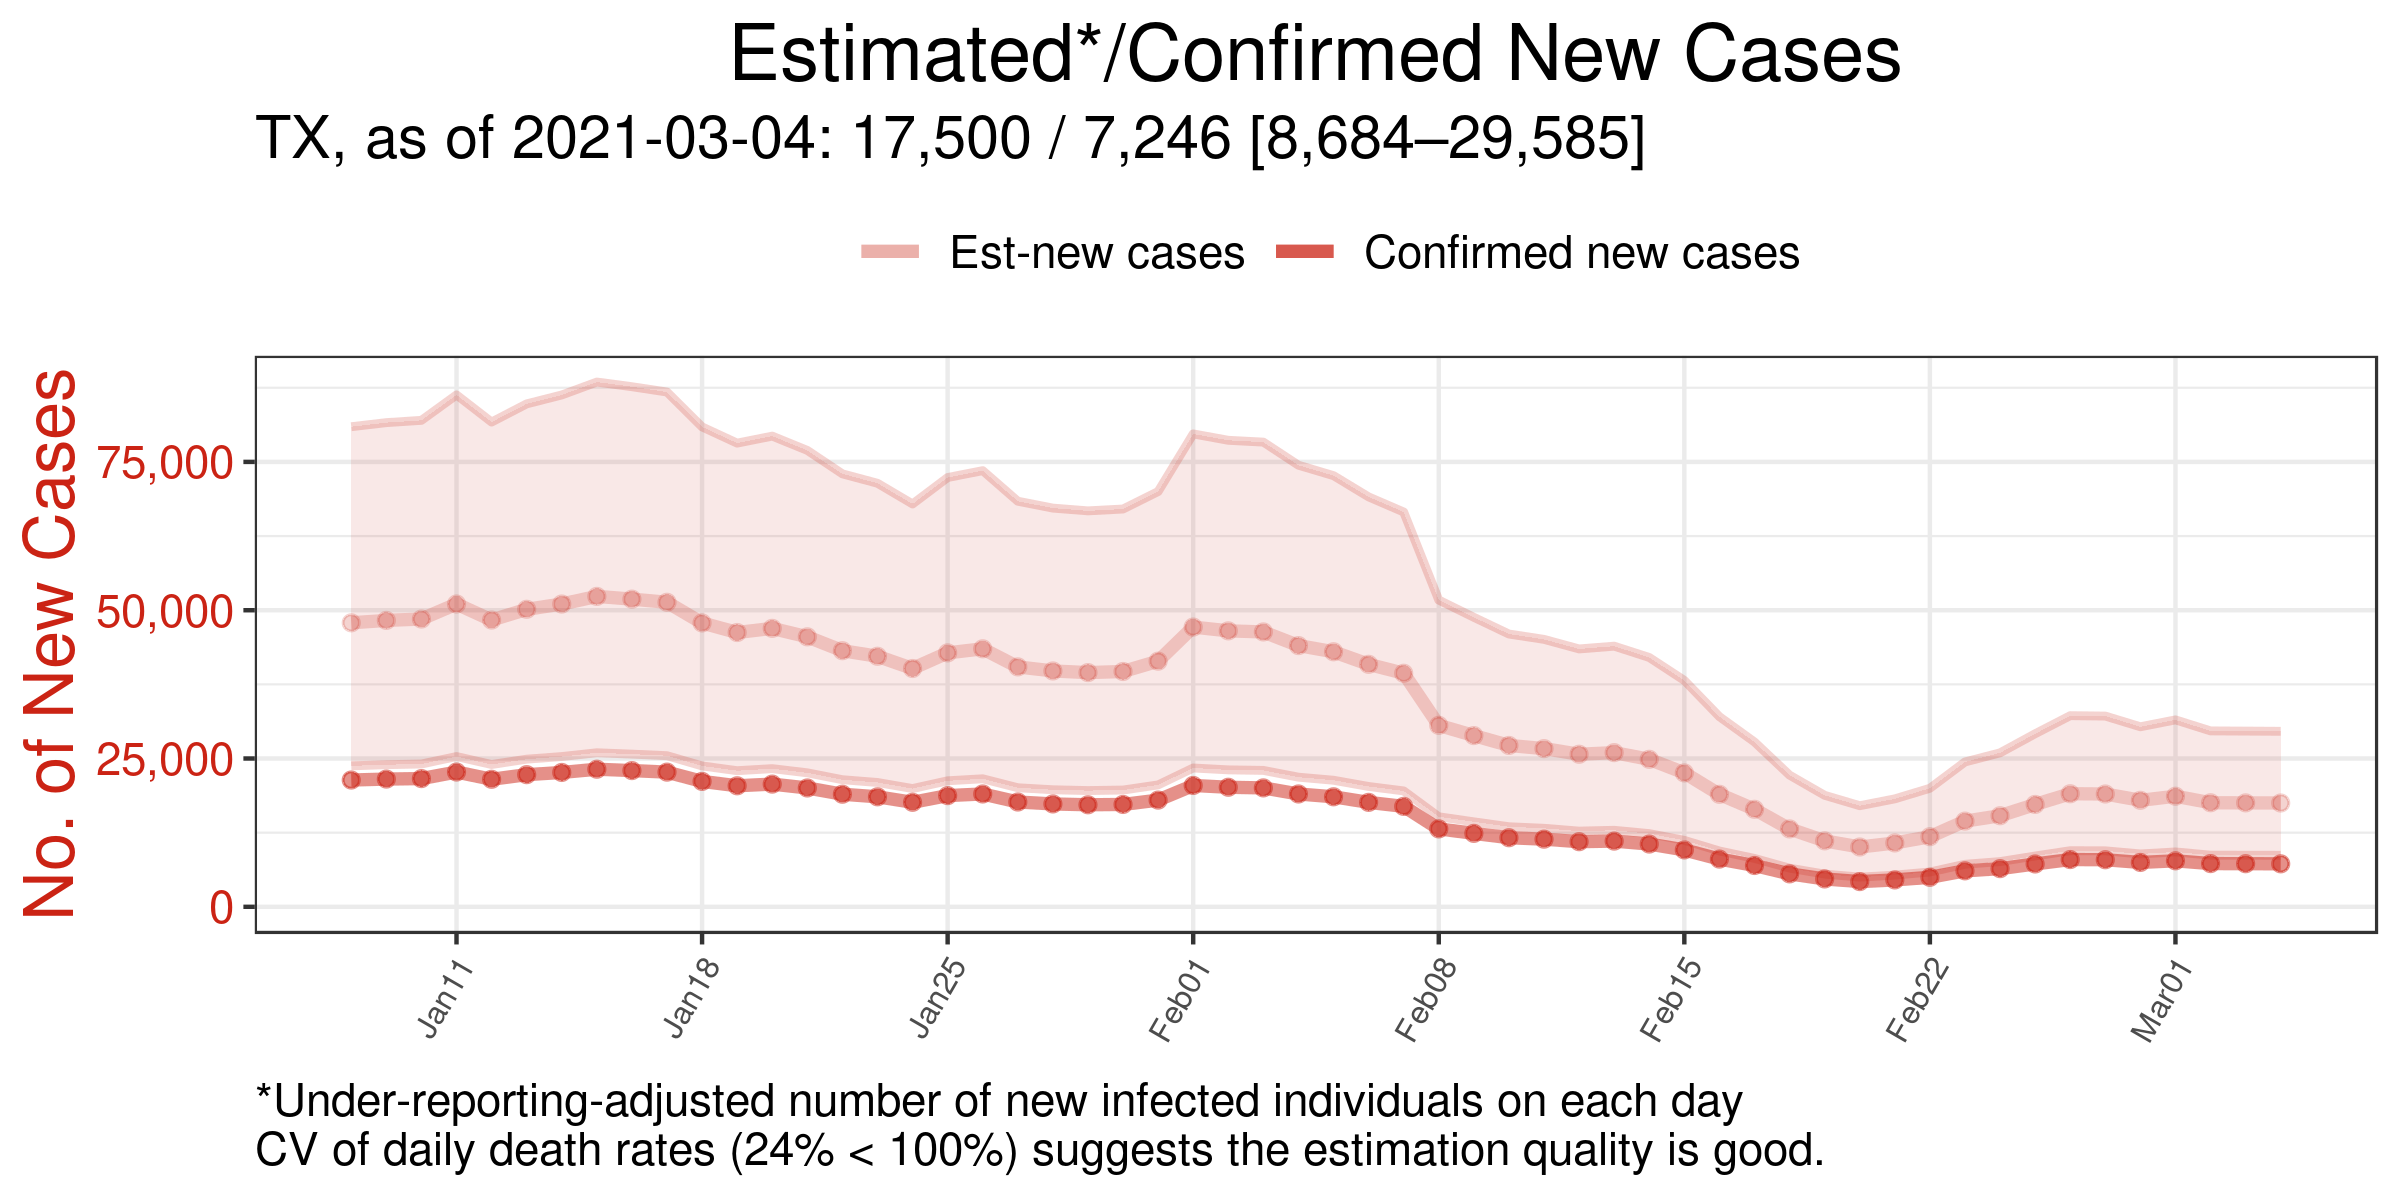 Estimated*/Confirmed New Cases
TX, as of 2021-03-04: 17,500 / 7,246 [8,684–29,585]
Est-new cases Confirmed new cases
No. of New Cases
75,000
50,000
25,000
0
Jan11 Jan18 Jan25 Feb01 Feb08 Feb15 Feb22 Mar01
*Under-reporting-adjusted number of new infected individuals on each day
CV of daily death rates (24% < 100%) suggests the estimation quality is good.